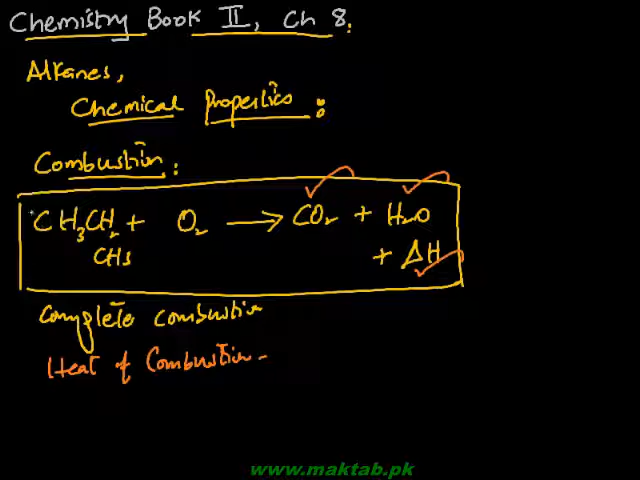 Chemistry Book II, Ch 8.
Alkanes,
Chemical Properties:
Combustion:
CH₃CH₂ + O₂ → CO₂ + H₂O
CH₃ + ΔH
Complete combustion
Heat of Combustion-
www.maktab.pk